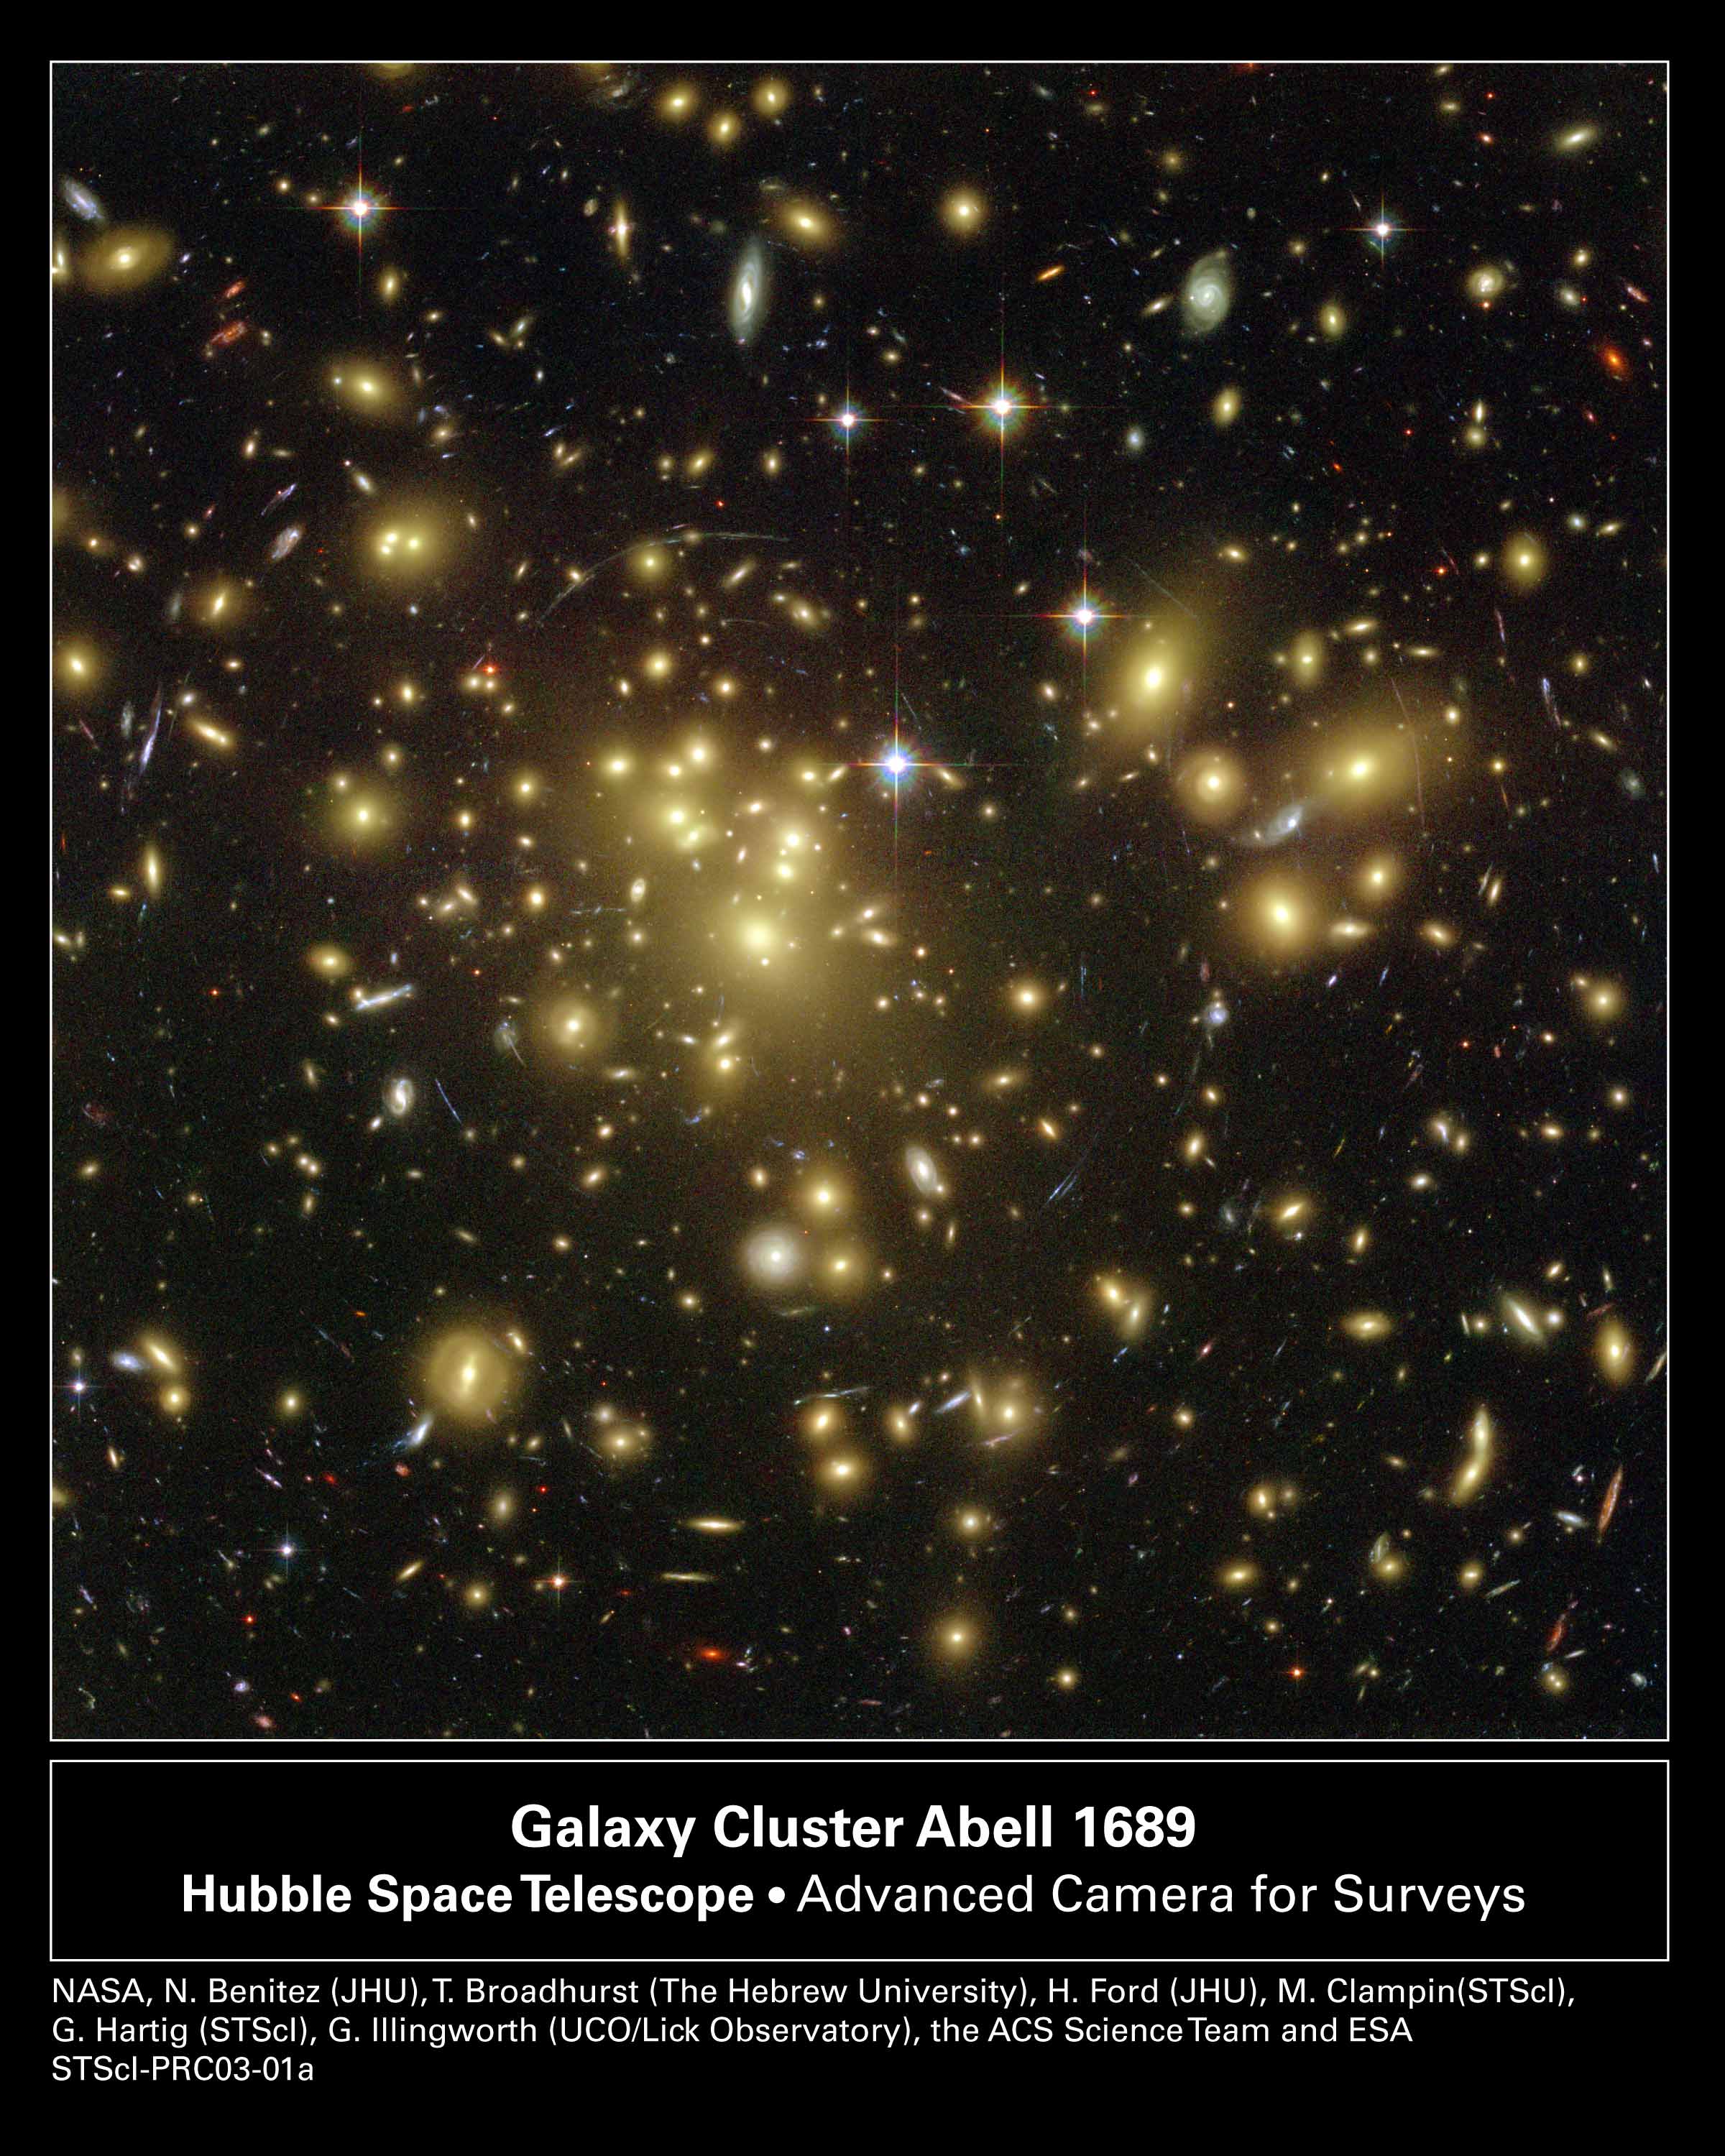 Galaxy Cluster Abell 1689
Hubble Space Telescope • Advanced Camera for Surveys
NASA, N. Benitez (JHU), T. Broadhurst (The Hebrew University), H. Ford (JHU), M. Clampin(STScI),
G. Hartig (STScI), G. Illingworth (UCO/Lick Observatory), the ACS Science Team and ESA
STScI-PRC03-01a